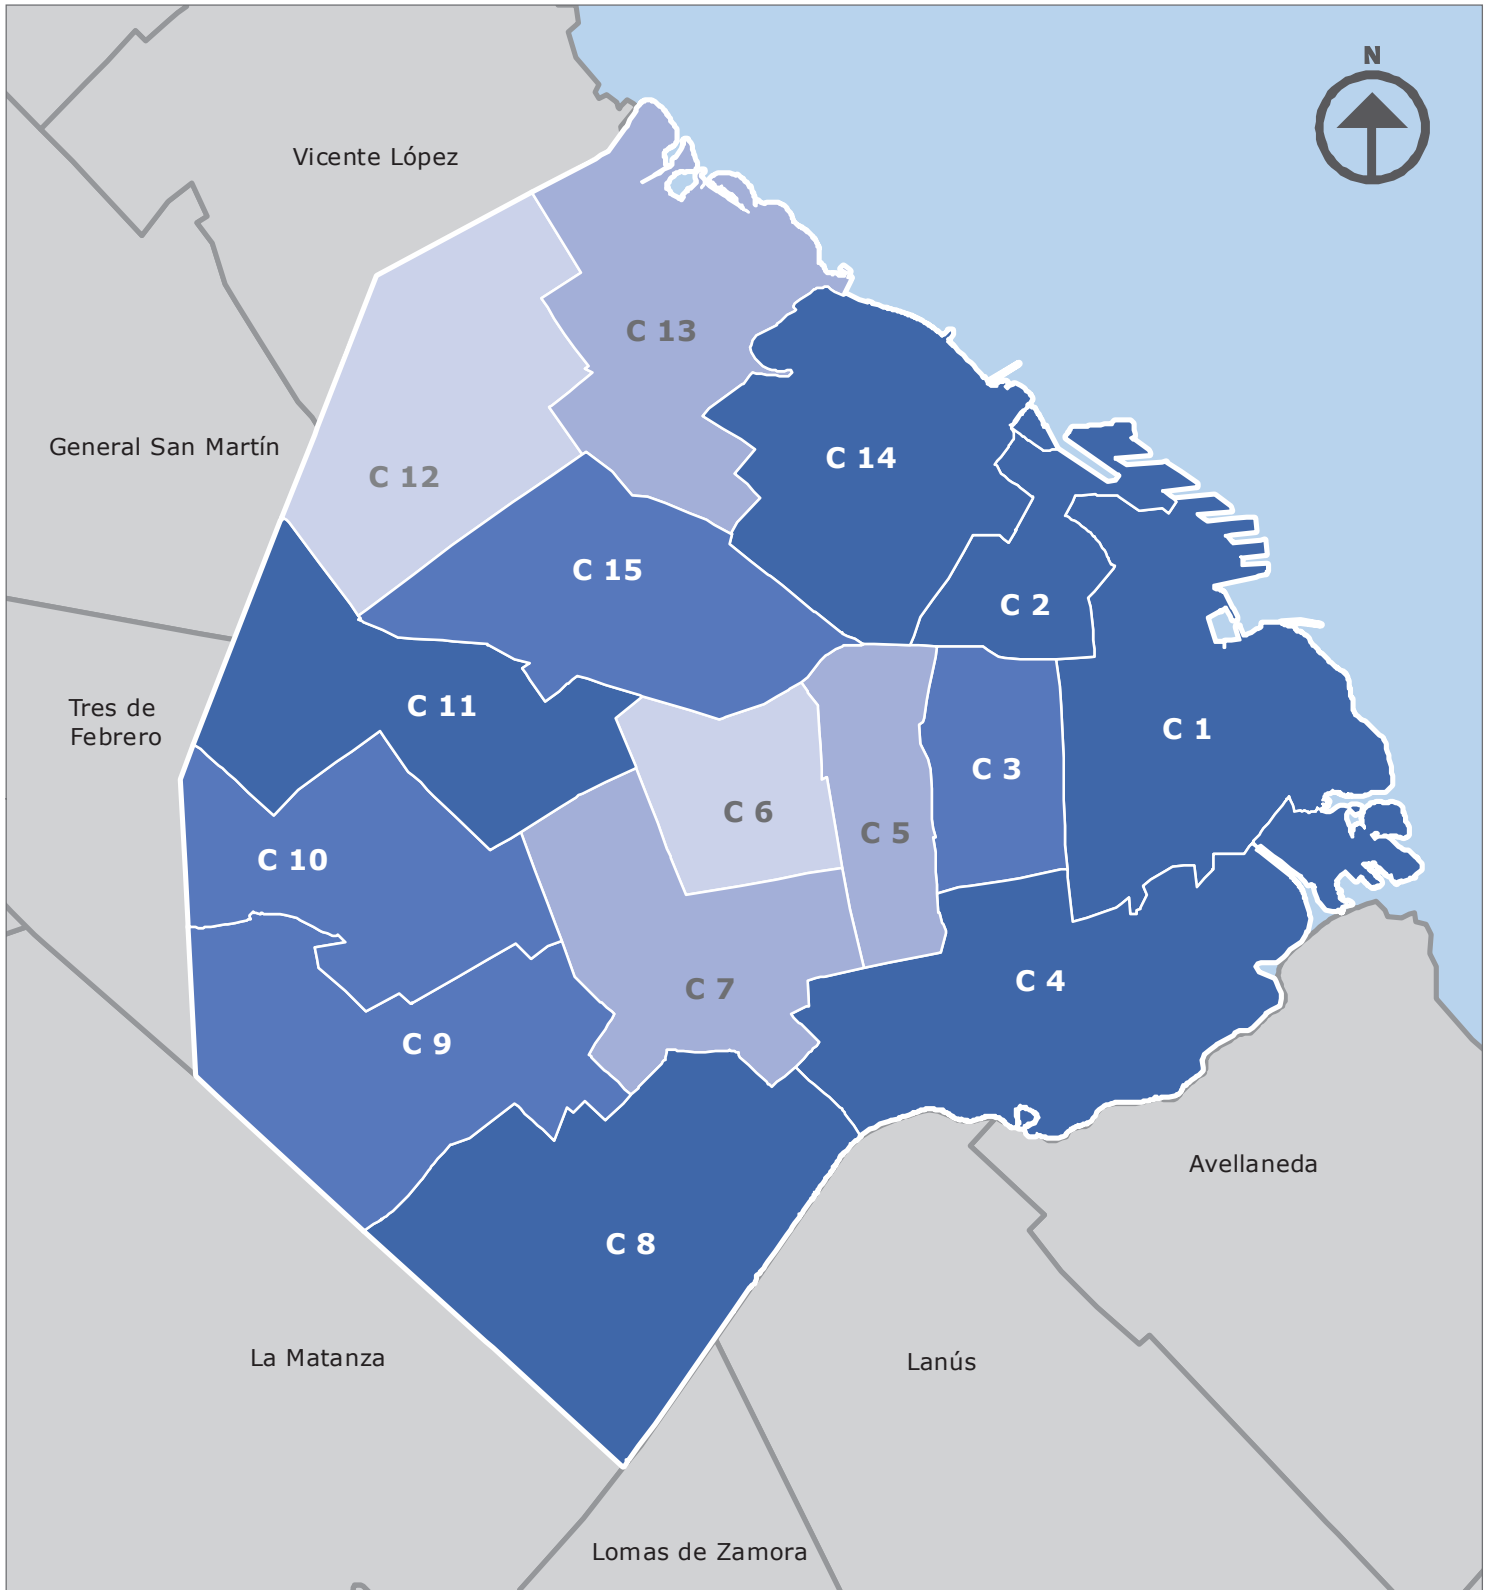 N
Vicente López
C 13
General San Martín
C 14
C 12
C 15
C 2
C 11
Tres de
Febrero
C 1
C 3
C 6
C 5
C 10
C 4
C 7
C 9
Avellaneda
C 8
La Matanza
Lanús
Lomas de Zamora